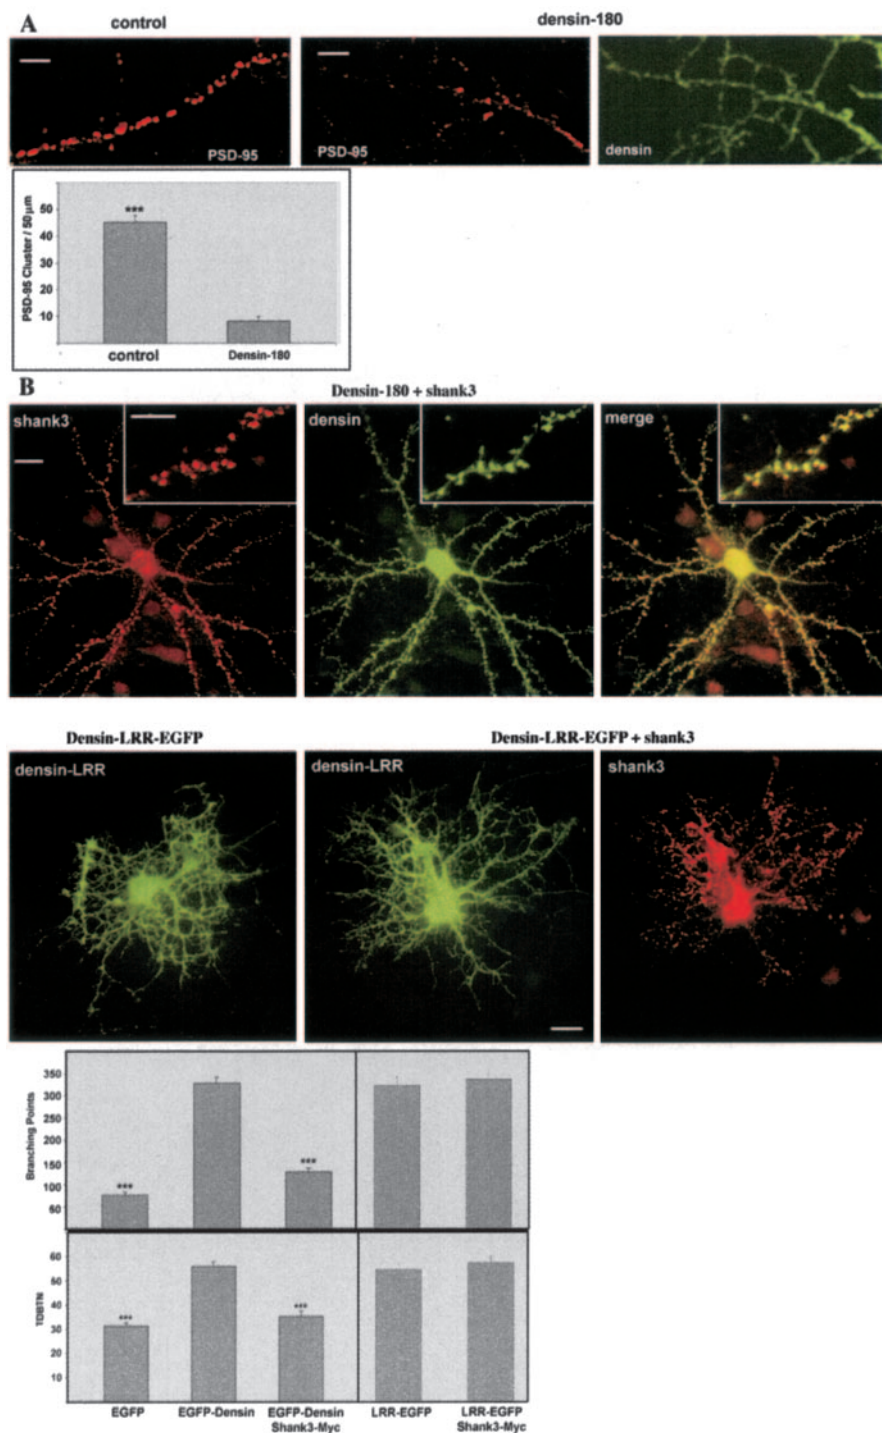 A
control
densin-180
PSD-95
PSD-95
densin
PSD-95 Cluster / 50 µm
50
40
30
20
10
***
control
Densin-180
B
Densin-180 + shank3
shank3
densin
merge
Densin-LRR-EGFP
Densin-LRR-EGFP + shank3
densin-LRR
densin-LRR
shank3
Branching Points
350
300
250
200
150
100
50
***
***
TDBTN
60
50
40
30
20
10
***
***
EGFP
EGFP-Densin
EGFP-Densin
Shank3-Myc
LRR-EGFP
LRR-EGFP
Shank3-Myc